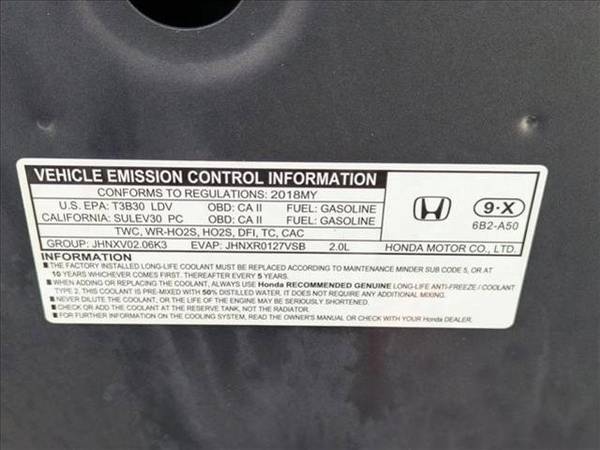 VEHICLE EMISSION CONTROL INFORMATION
CONFORMS TO REGULATIONS: 2018MY
U.S. EPA: T3B30 LDV OBD: CA II FUEL: GASOLINE
CALIFORNIA: SULEV30 PC OBD: CA II FUEL: GASOLINE
TWC, WR-HO2S, HO2S, DFI, TC, CAC
GROUP: JHNXV02.06K3 EVAP: JHNXR0127VSB 2.0L
9-X
6B2-A50
HONDA MOTOR CO., LTD.
INFORMATION
■ THE FACTORY INSTALLED LONG-LIFE COOLANT MUST BE REPLACED ACCORDING TO MAINTENANCE MINDER SUB CODE 5, OR AT
10 YEARS WHICHEVER COMES FIRST. THEREAFTER EVERY 5 YEARS.
■ WHEN ADDING OR REPLACING THE COOLANT, ALWAYS USE Honda RECOMMENDED GENUINE LONG-LIFE ANTI-FREEZE / COOLANT
TYPE 2. THIS COOLANT IS PRE-MIXED WITH 50% DISTILLED WATER. IT DOES NOT REQUIRE ANY ADDITIONAL MIXING.
■ NEVER DILUTE THE COOLANT, OR THE LIFE OF THE ENGINE MAY BE SERIOUSLY SHORTENED.
■ CHECK OR ADD THE COOLANT AT THE RESERVE TANK, NOT THE RADIATOR.
■ FOR FURTHER INFORMATION ON THE COOLING SYSTEM, READ THE OWNER'S MANUAL OR CHECK WITH YOUR Honda DEALER.